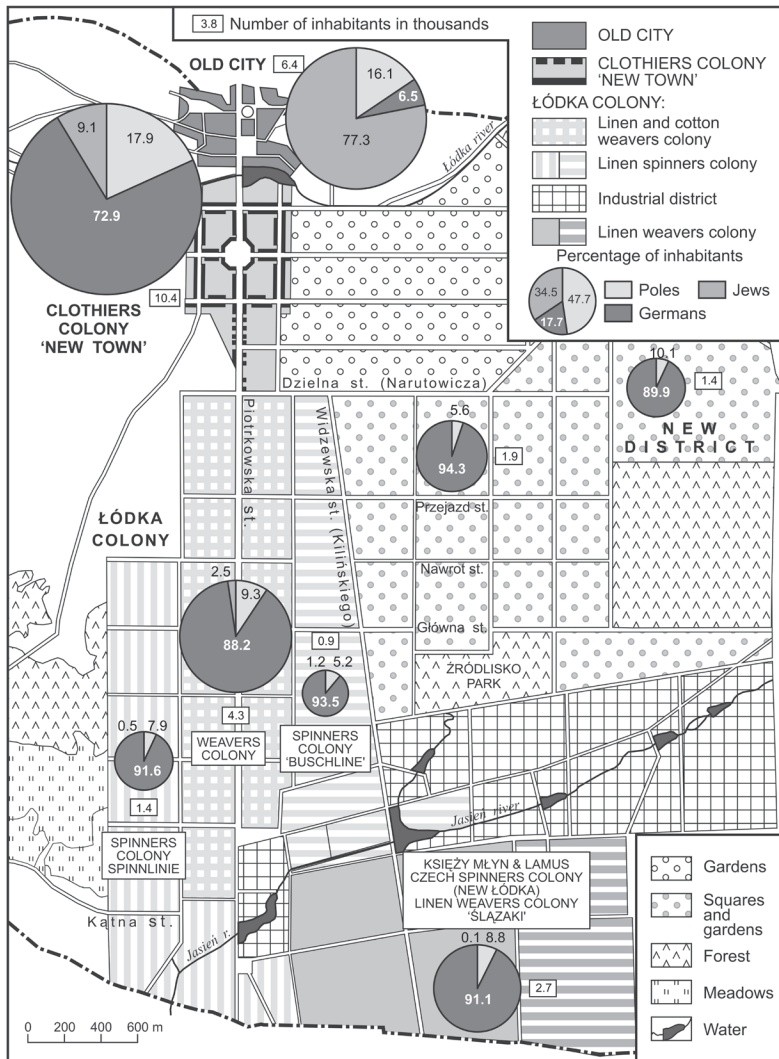 3.8 Number of inhabitants in thousands
OLD CITY 6.4
16.1
6.5
77.3
9.1
17.9
72.9
CLOTHIERS
COLONY
'NEW TOWN'
10.4
Łódka river
OLD CITY
CLOTHIERS COLONY
'NEW TOWN'
ŁÓDKA COLONY:
Linen and cotton
weavers colony
Linen spinners colony
Industrial district
Linen weavers colony
Percentage of inhabitants
34.5
47.7
17.7
Poles
Jews
Germans
Dzielna st. (Narutowicza)
10.1
89.9
1.4
NEW
DISTRICT
Piotrkowska st.
Widzewska st. (Kilińskiego)
5.6
94.3
1.9
Przejazd st.
Nawrot st.
Główna st.
ŁÓDKA
COLONY
2.5
9.3
88.2
4.3
WEAVERS
COLONY
0.9
1.2 5.2
93.5
SPINNERS
COLONY
'BUSCHLINE'
ŹRÓDLISKO
PARK
0.5 7.9
91.6
1.4
SPINNERS
COLONY
SPINNLINIE
Jasień river
Kątna st.
Jasień r.
KSIĘŻY MŁYN & LAMUS
CZECH SPINNERS COLONY
(NEW ŁÓDKA)
LINEN WEAVERS COLONY
'ŚLĄZAKI'
0.1 8.8
91.1
2.7
Gardens
Squares
and
gardens
Forest
Meadows
Water
0 200 400 600 m